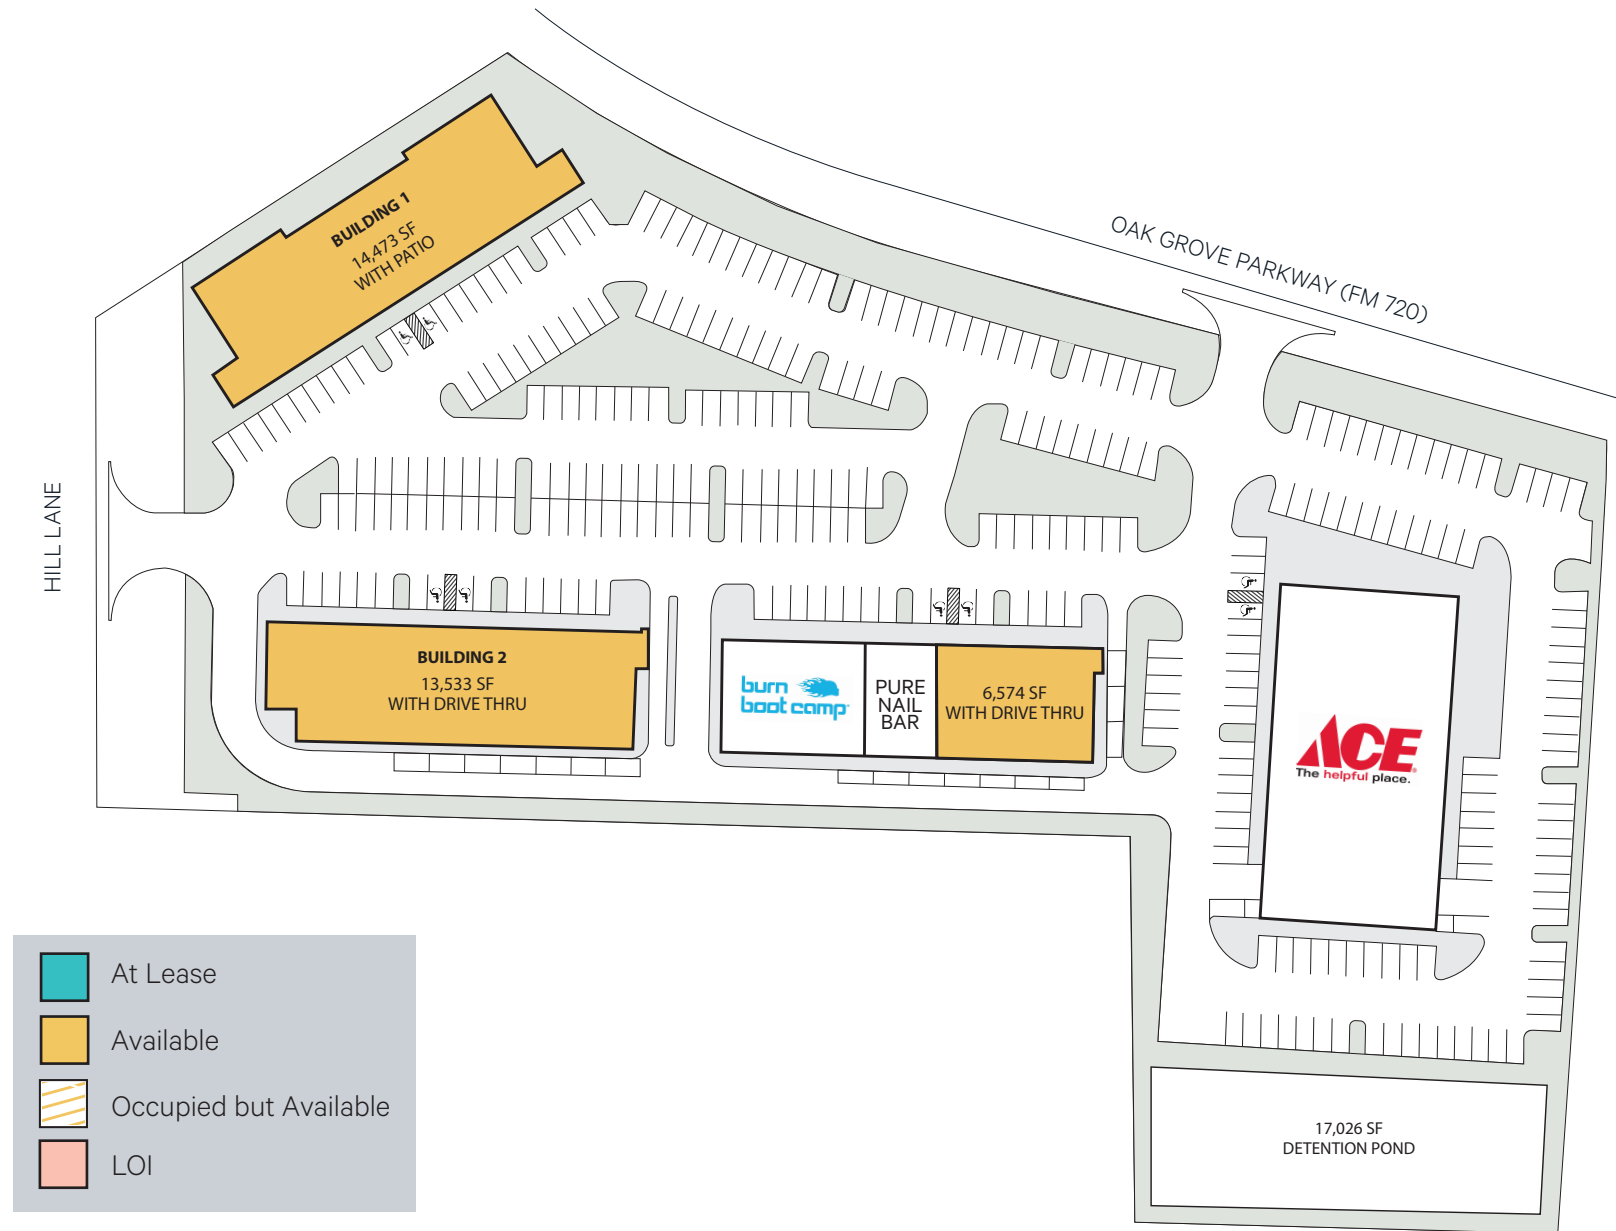 OAK GROVE PARKWAY (FM 720)
BUILDING 1
14,473 SF
WITH PATIO
HILL LANE
BUILDING 2
13,533 SF
WITH DRIVE THRU
burn
boot camp
PURE
NAIL
BAR
6,574 SF
WITH DRIVE THRU
ACE
The helpful place.
At Lease
Available
Occupied but Available
LOI
17,026 SF
DETENTION POND